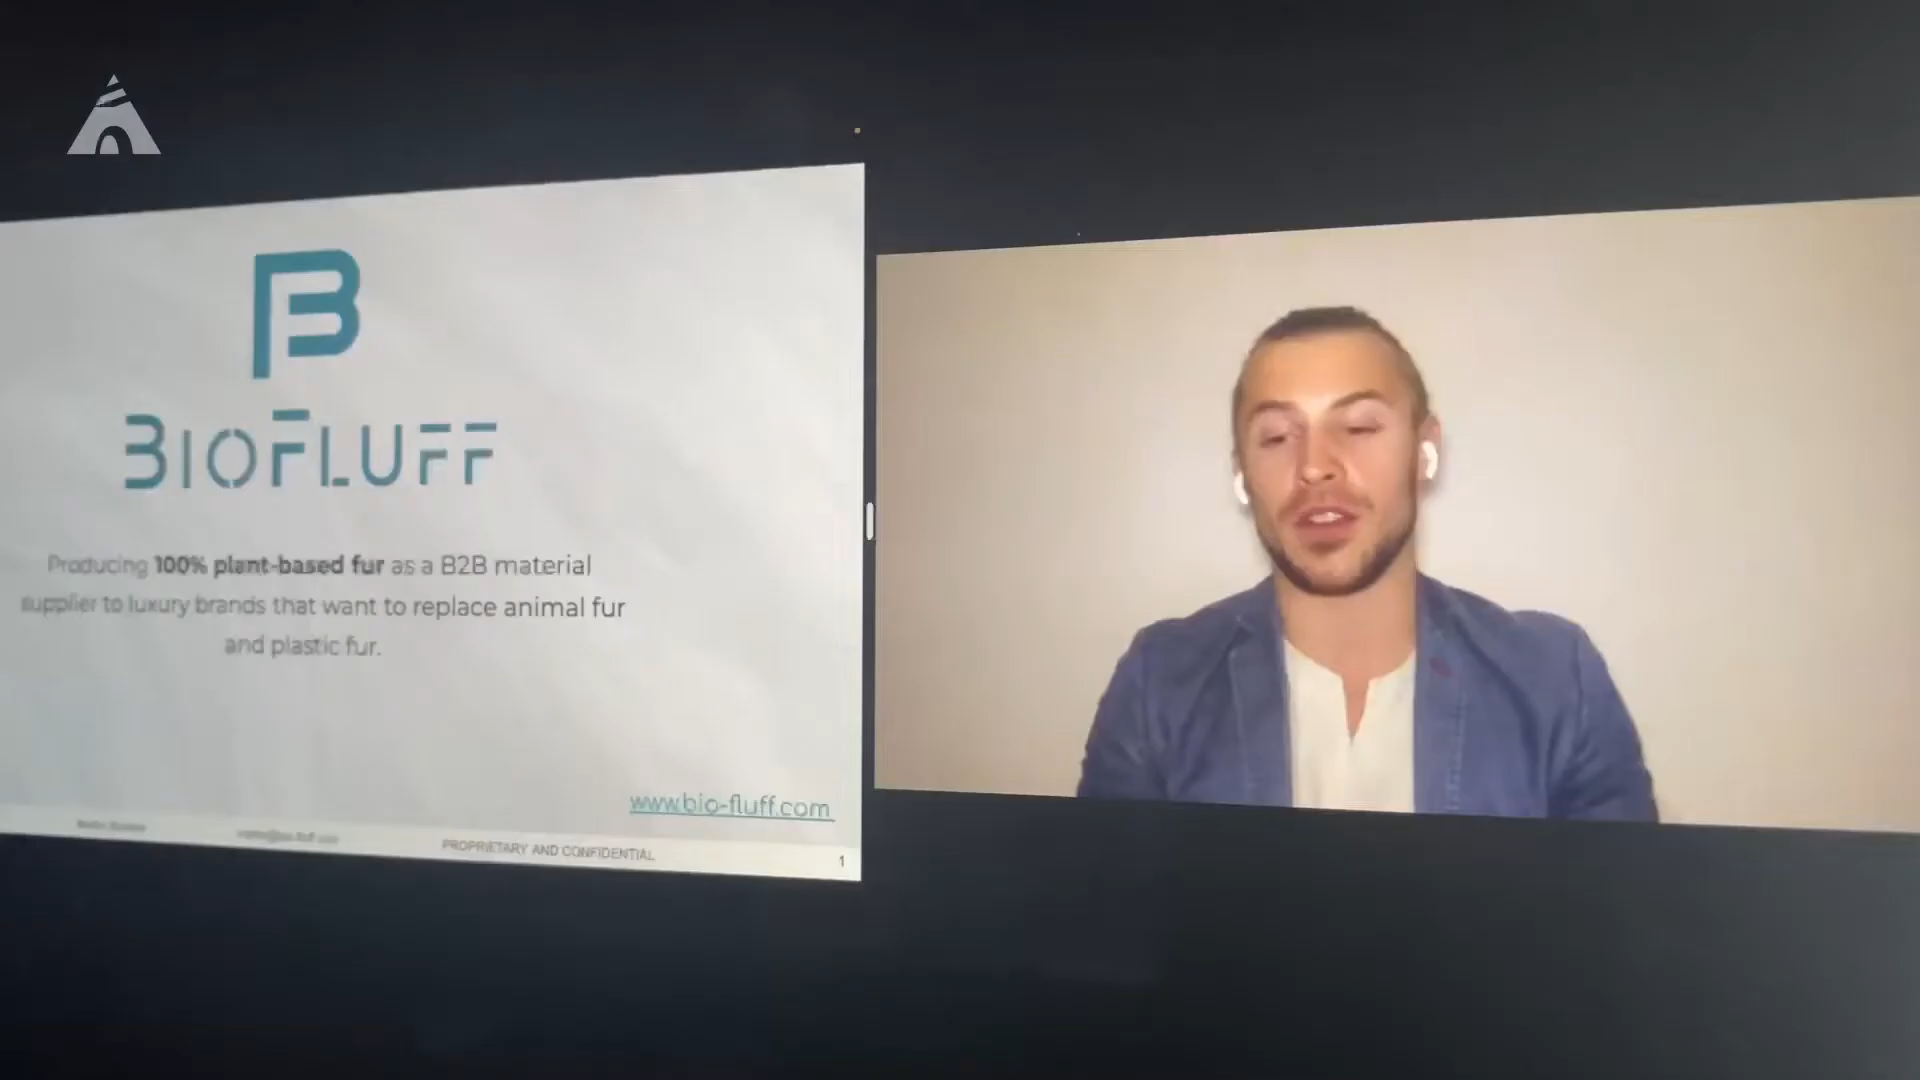 BIOFLUFF
Producing 100% plant-based fur as a B2B material
supplier to luxury brands that want to replace animal fur
and plastic fur.
www.bio-fluff.com
PROPRIETARY AND CONFIDENTIAL
1